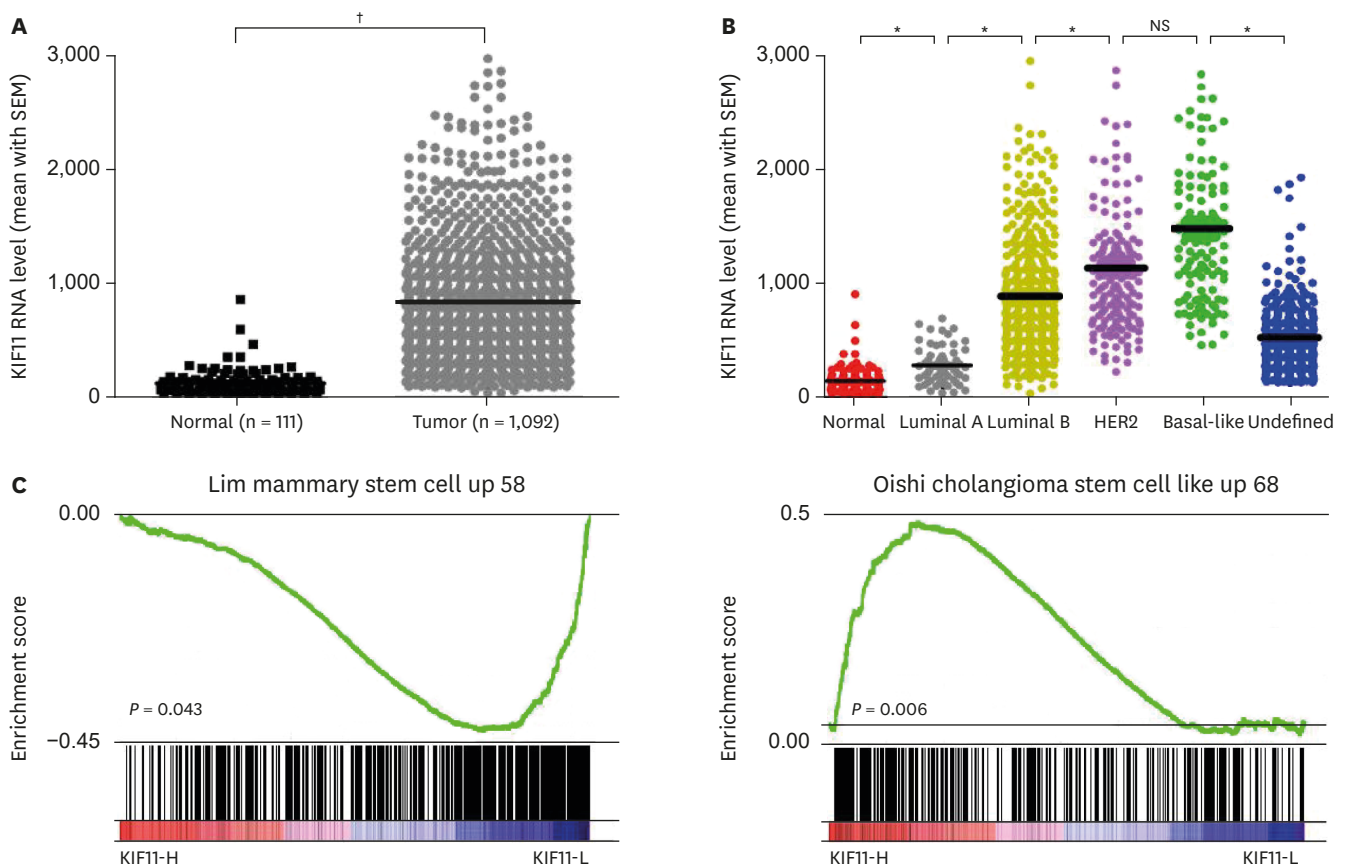 A
†
KIF11 RNA level (mean with SEM)
3,000
2,000
1,000
0
Normal (n = 111)
Tumor (n = 1,092)
B
* * * NS *
KIF11 RNA level (mean with SEM)
3,000
2,000
1,000
0
Normal Luminal A Luminal B HER2 Basal-like Undefined
C
Lim mammary stem cell up 58
Enrichment score
0.00
−0.45
P = 0.043
KIF11-H KIF11-L
Oishi cholangioma stem cell like up 68
Enrichment score
0.5
0.00
P = 0.006
KIF11-H KIF11-L